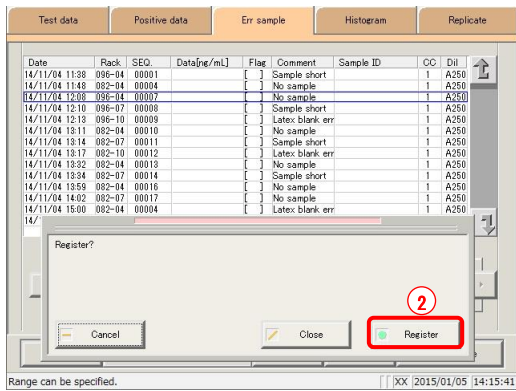 Test data Positive data Err sample Histogram Replicate
Date Rack SEQ. Data[ng/mL] Flag Comment Sample ID CC Dil
14/11/04 11:38 096-04 00001 [ ] Sample short 1 A250
14/11/04 11:48 082-04 00004 [ ] No sample 1 A250
14/11/04 12:08 096-04 00007 [ ] No sample 1 A250
14/11/04 12:10 096-07 00008 [ ] Sample short 1 A250
14/11/04 12:13 096-10 00009 [ ] Latex blank err 1 A250
14/11/04 13:11 082-04 00010 [ ] No sample 1 A250
14/11/04 13:14 082-07 00011 [ ] Sample short 1 A250
14/11/04 13:17 082-10 00012 [ ] Latex blank err 1 A250
14/11/04 13:32 082-04 00013 [ ] No sample 1 A250
14/11/04 13:34 082-07 00014 [ ] Sample short 1 A250
14/11/04 13:59 082-04 00016 [ ] No sample 1 A250
14/11/04 14:02 082-07 00017 [ ] No sample 1 A250
14/11/04 15:00 082-04 00004 [ ] Latex blank err 1 A250
14/
Register?
2
Cancel Close Register
Range can be specified. XX 2015/01/05 14:15:41